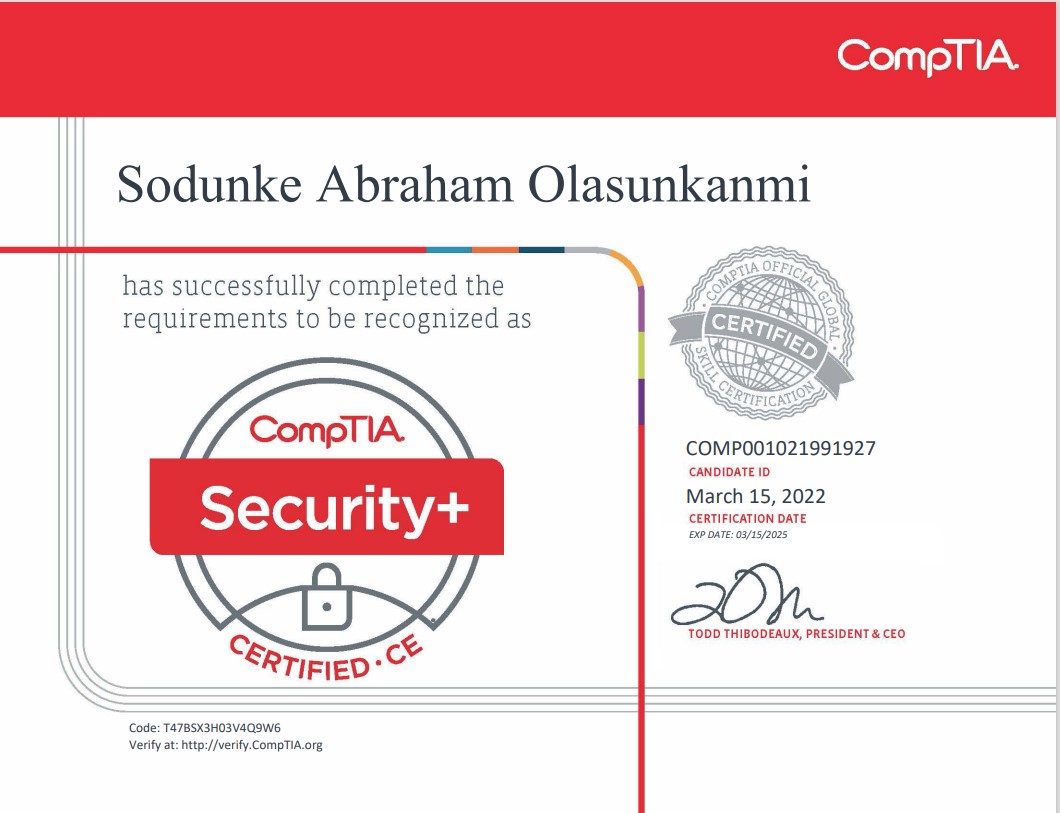 CompTIA.
Sodunke Abraham Olasunkanmi
has successfully completed the
requirements to be recognized as
CompTIA.
Security+
CERTIFIED · CE
COMPTIA OFFICIAL GLOBAL
CERTIFIED
SKILL CERTIFICATION
COMP001021991927
CANDIDATE ID
March 15, 2022
CERTIFICATION DATE
EXP DATE: 03/15/2025
TODD THIBODEAUX, PRESIDENT & CEO
Code: T47BSX3H03V4Q9W6
Verify at: http://verify.CompTIA.org